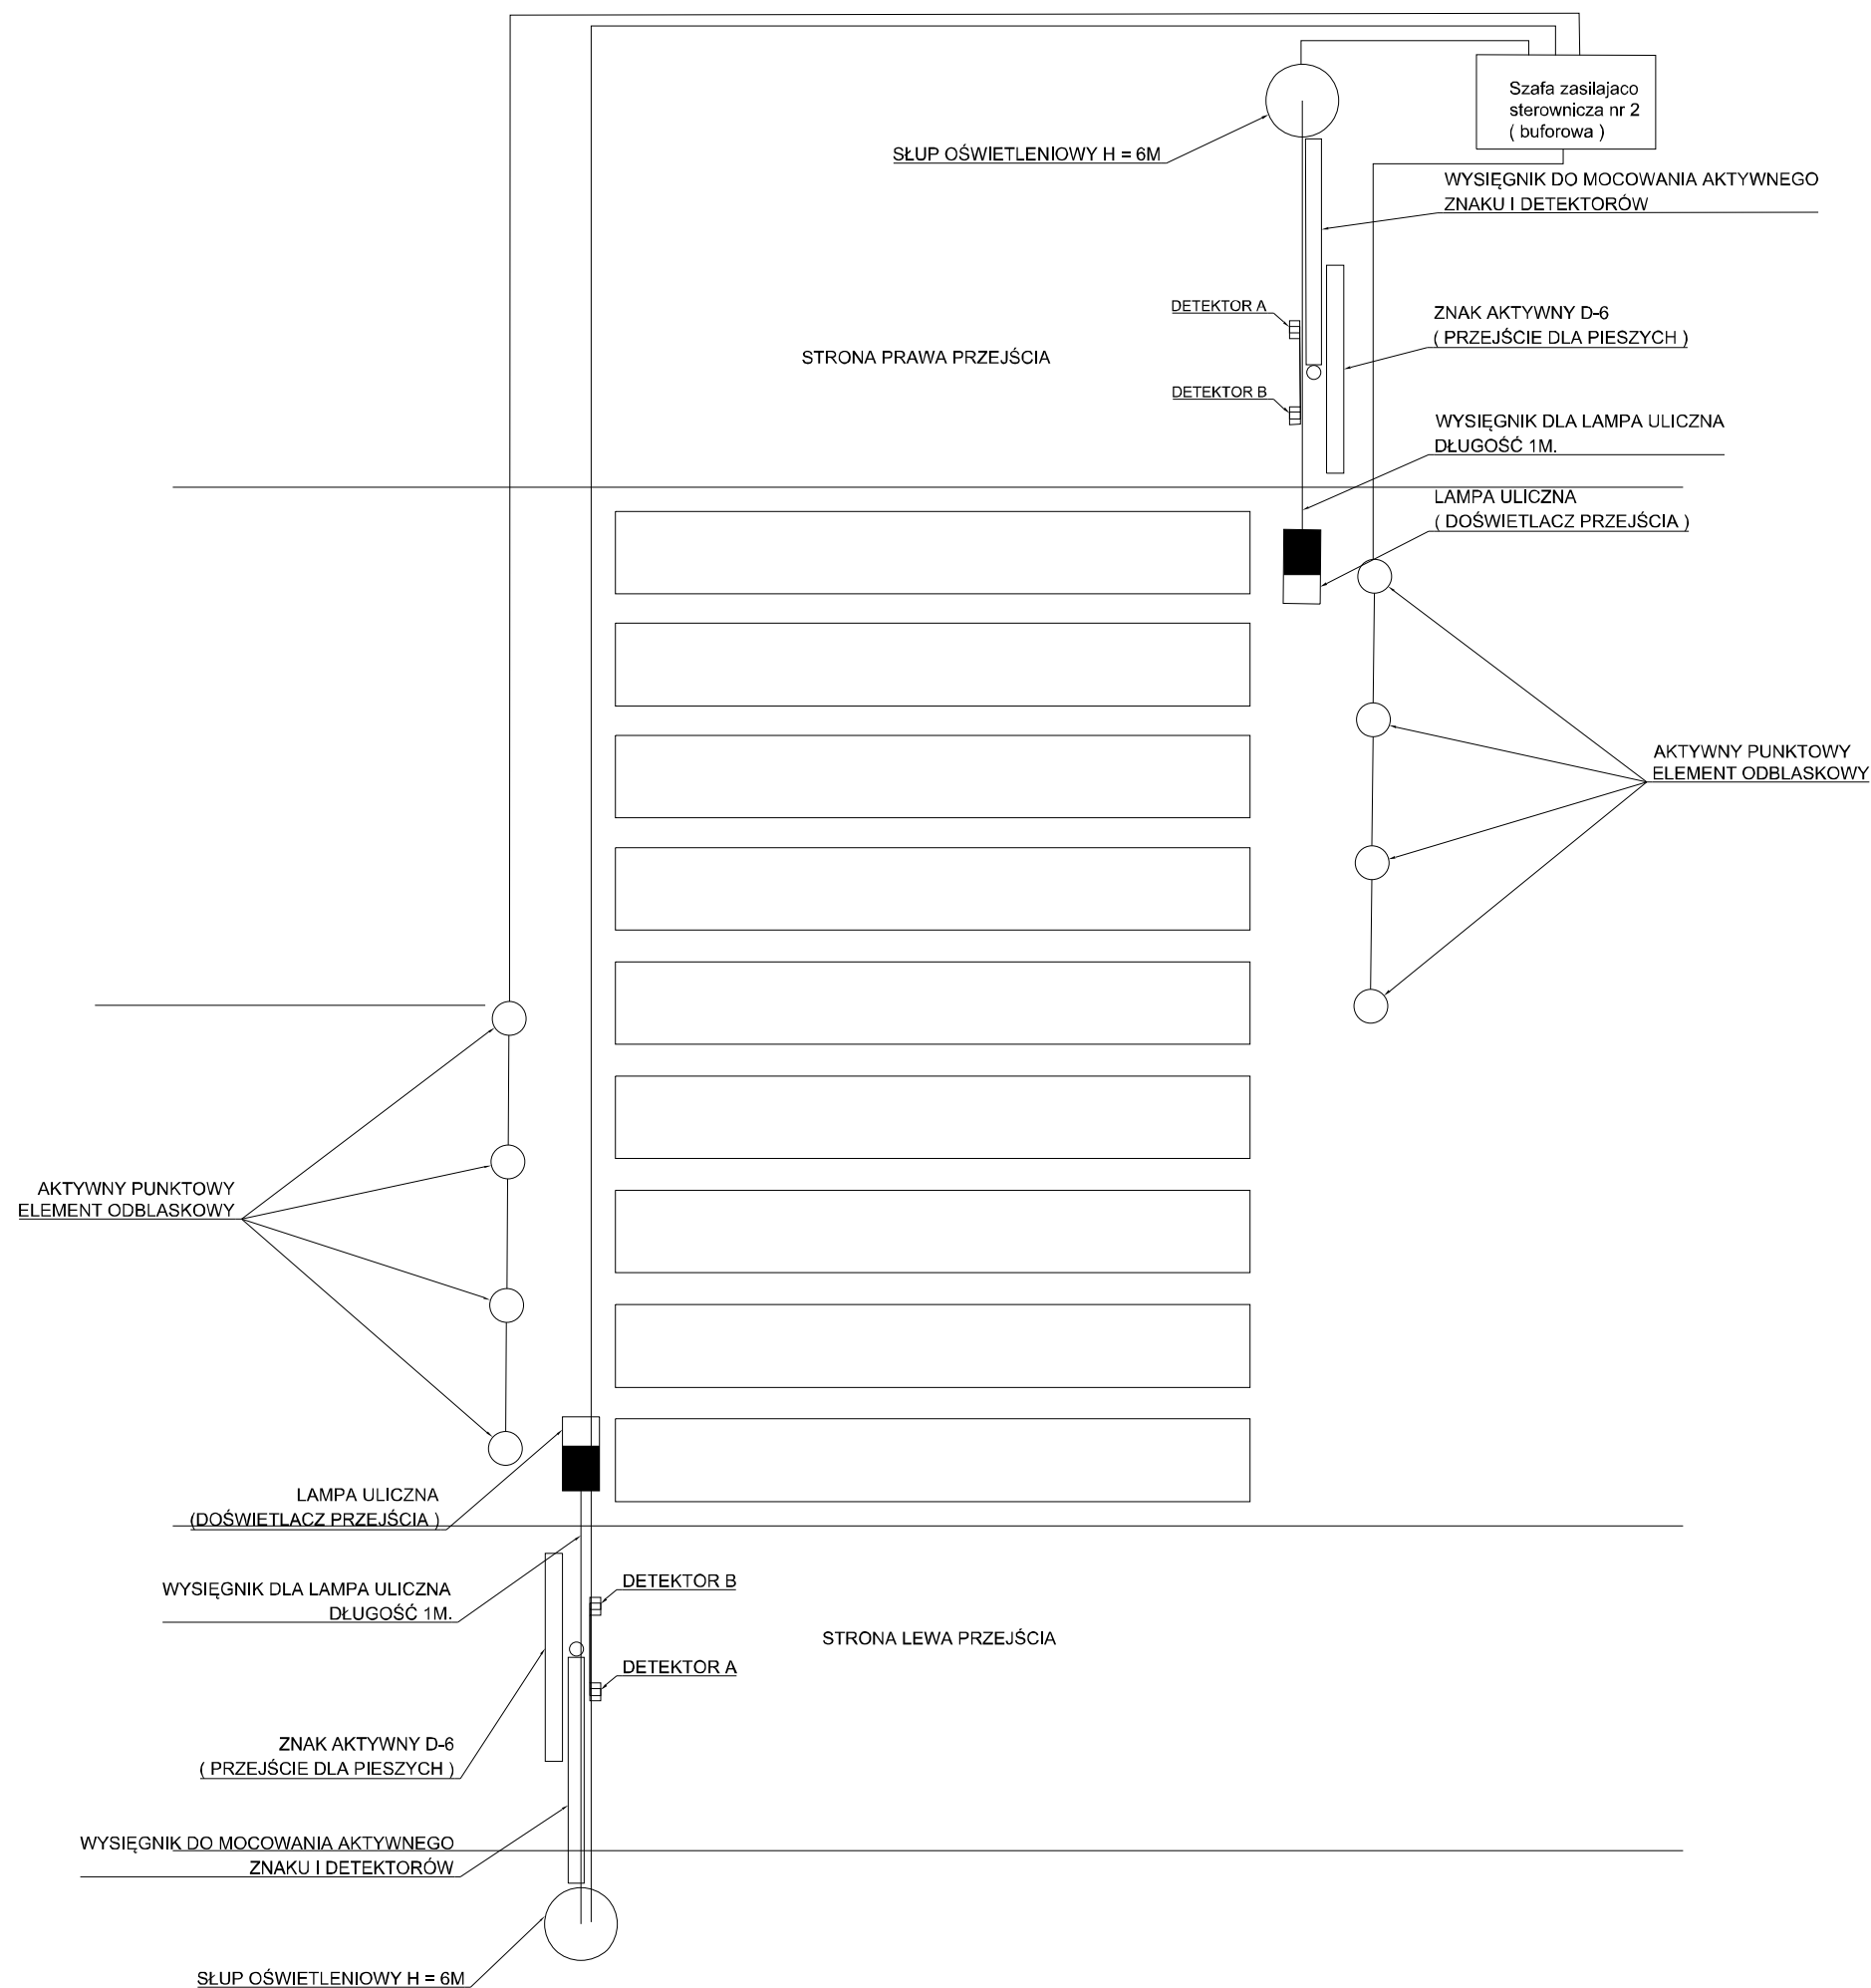 Szafa zasilajaco
sterownicza nr 2
( buforowa )
SŁUP OŚWIETLENIOWY H = 6M
WYSIĘGNIK DO MOCOWANIA AKTYWNEGO
ZNAKU I DETEKTORÓW
DETEKTOR A
ZNAK AKTYWNY D-6
( PRZEJŚCIE DLA PIESZYCH )
STRONA PRAWA PRZEJŚCIA
DETEKTOR B
WYSIĘGNIK DLA LAMPA ULICZNA
DŁUGOŚĆ 1M.
LAMPA ULICZNA
( DOŚWIETLACZ PRZEJŚCIA )
AKTYWNY PUNKTOWY
ELEMENT ODBLASKOWY
AKTYWNY PUNKTOWY
ELEMENT ODBLASKOWY
LAMPA ULICZNA
(DOŚWIETLACZ PRZEJŚCIA )
WYSIĘGNIK DLA LAMPA ULICZNA
DŁUGOŚĆ 1M.
DETEKTOR B
STRONA LEWA PRZEJŚCIA
DETEKTOR A
ZNAK AKTYWNY D-6
( PRZEJŚCIE DLA PIESZYCH )
WYSIĘGNIK DO MOCOWANIA AKTYWNEGO
ZNAKU I DETEKTORÓW
SŁUP OŚWIETLENIOWY H = 6M